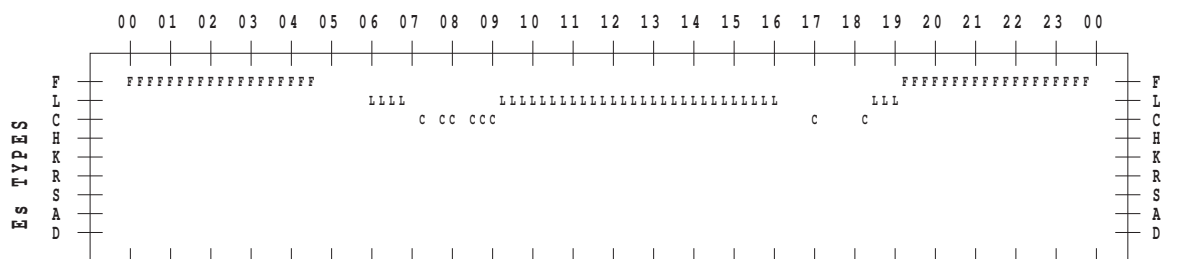 00 01 02 03 04 05 06 07 08 09 10 11 12 13 14 15 16 17 18 19 20 21 22 23 00
F FFFFFFFFFFFFFFFFFFF FFFFFFFFFFFFFFFFFFF F
L LLLL LLLLLLLLLLLLLLLLLLLLLLLLLLLL LLL L
C C CC CCC C C C
H H
K K
R R
S S
A A
D D
Es TYPES